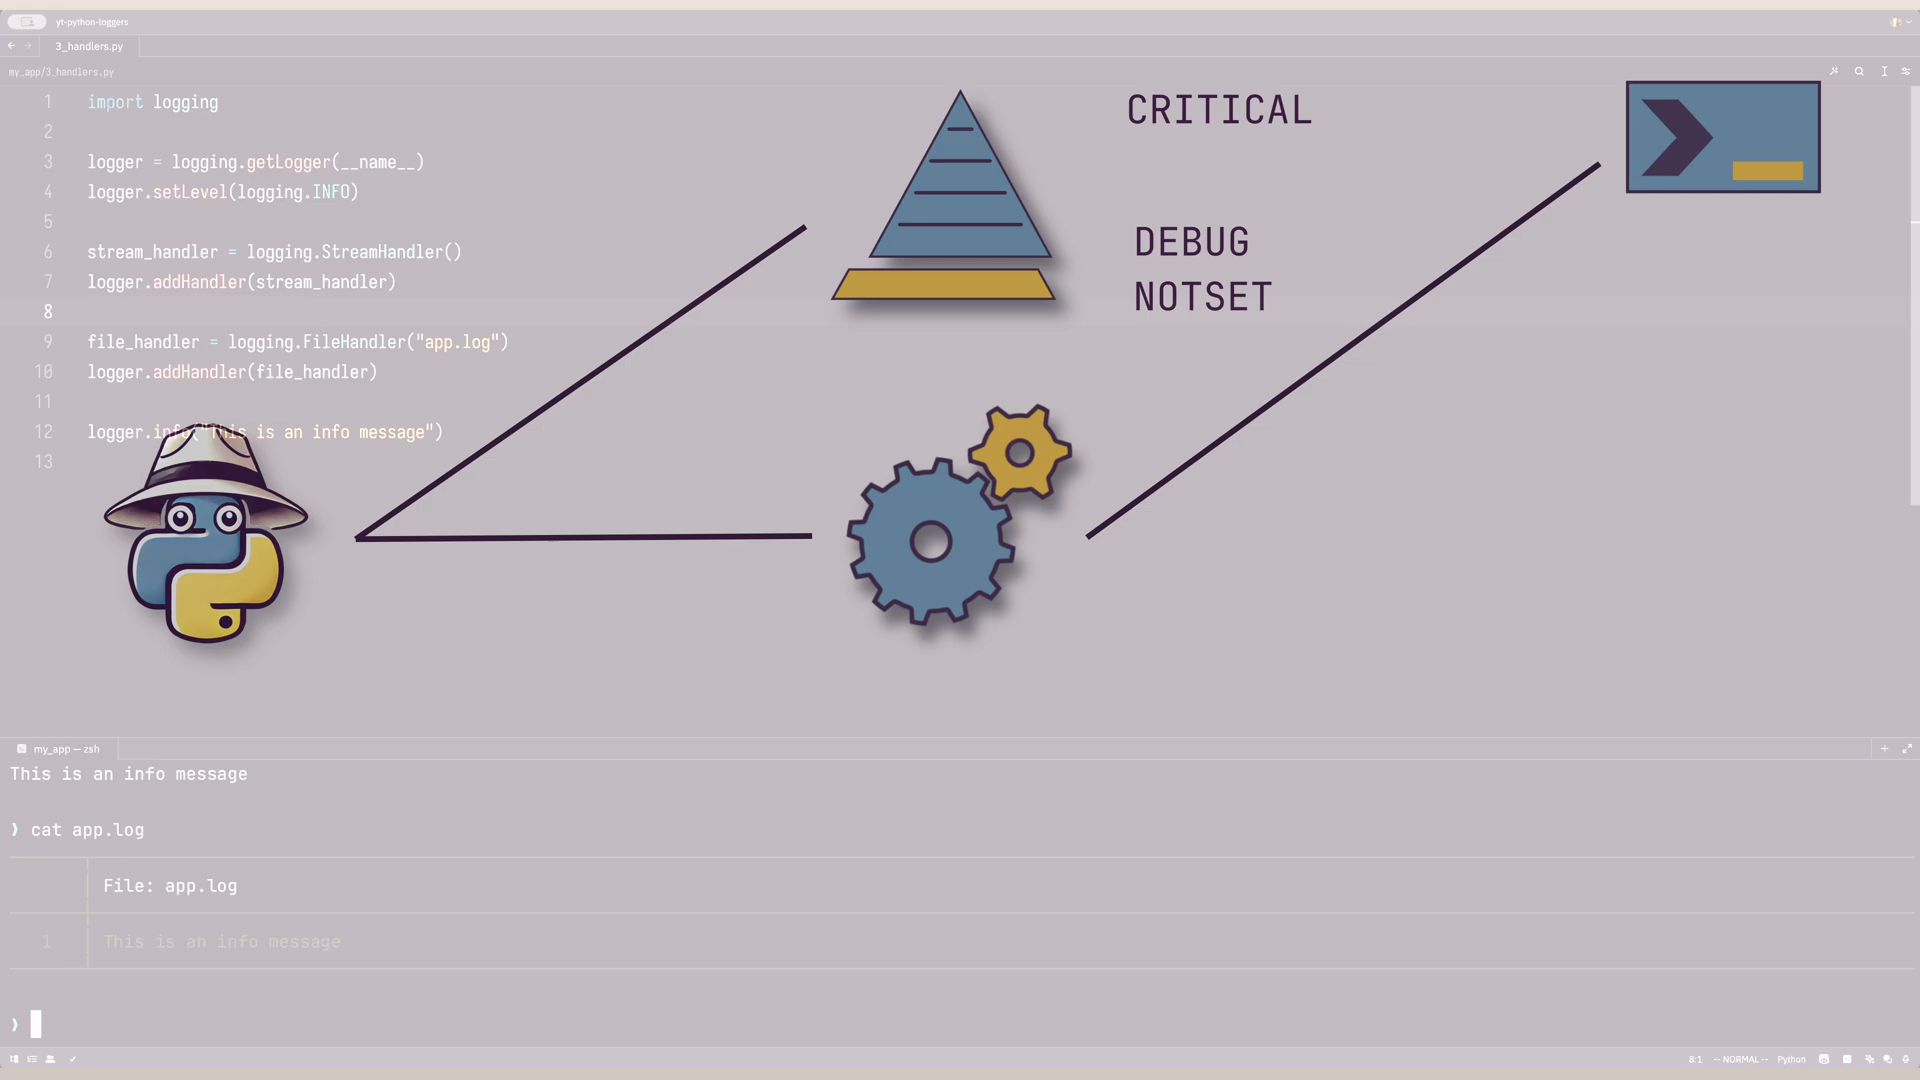 yt-python-loggers
3_handlers.py
my_app/3_handlers.py
1 import logging
2
3 logger = logging.getLogger(__name__)
4 logger.setLevel(logging.INFO)
5
6 stream_handler = logging.StreamHandler()
7 logger.addHandler(stream_handler)
8
9 file_handler = logging.FileHandler("app.log")
10 logger.addHandler(file_handler)
11
12 logger.info("This is an info message")
13
CRITICAL
DEBUG
NOTSET
my_app — zsh
This is an info message
❯ cat app.log
File: app.log
1 This is an info message
❯
8:1 -- NORMAL -- Python